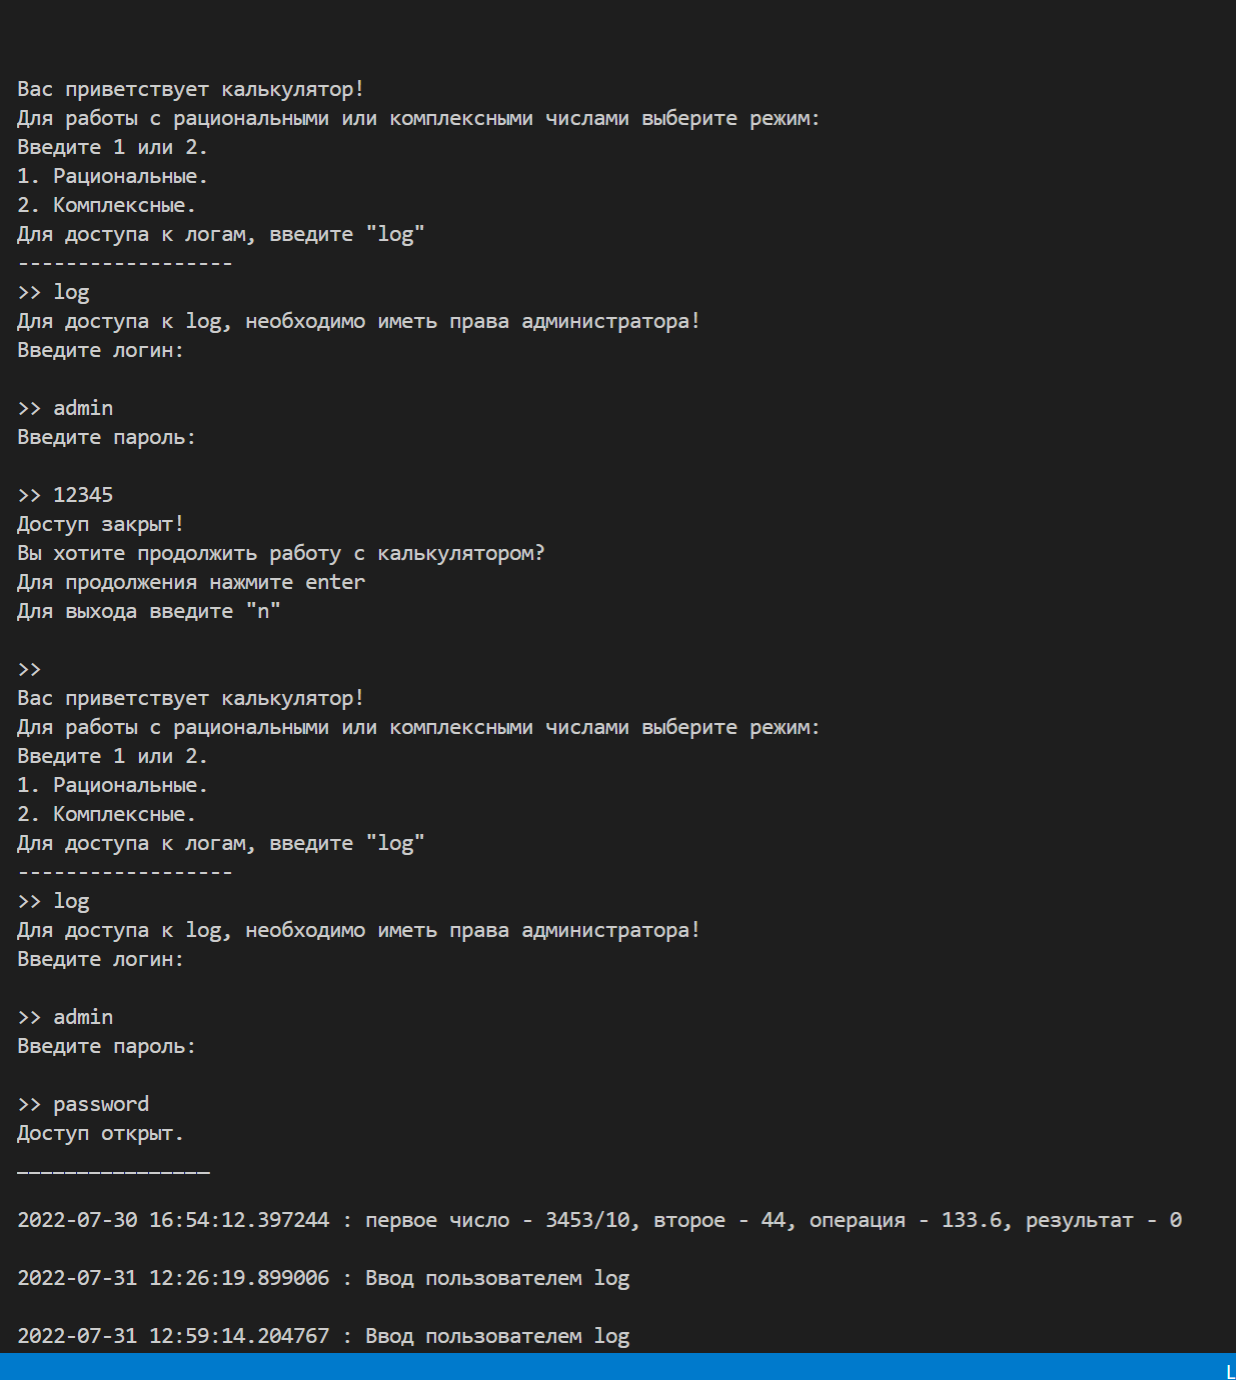 Вас приветствует калькулятор!
Для работы с рациональными или комплексными числами выберите режим:
Введите 1 или 2.
1. Рациональные.
2. Комплексные.
Для доступа к логам, введите "log"
------------------
>> log
Для доступа к log, необходимо иметь права администратора!
Введите логин:
>> admin
Введите пароль:
>> 12345
Доступ закрыт!
Вы хотите продолжить работу с калькулятором?
Для продолжения нажмите enter
Для выхода введите "n"
>>
Вас приветствует калькулятор!
Для работы с рациональными или комплексными числами выберите режим:
Введите 1 или 2.
1. Рациональные.
2. Комплексные.
Для доступа к логам, введите "log"
------------------
>> log
Для доступа к log, необходимо иметь права администратора!
Введите логин:
>> admin
Введите пароль:
>> password
Доступ открыт.
________________
2022-07-30 16:54:12.397244 : первое число - 3453/10, второе - 44, операция - 133.6, результат - 0
2022-07-31 12:26:19.899006 : Ввод пользователем log
2022-07-31 12:59:14.204767 : Ввод пользователем log